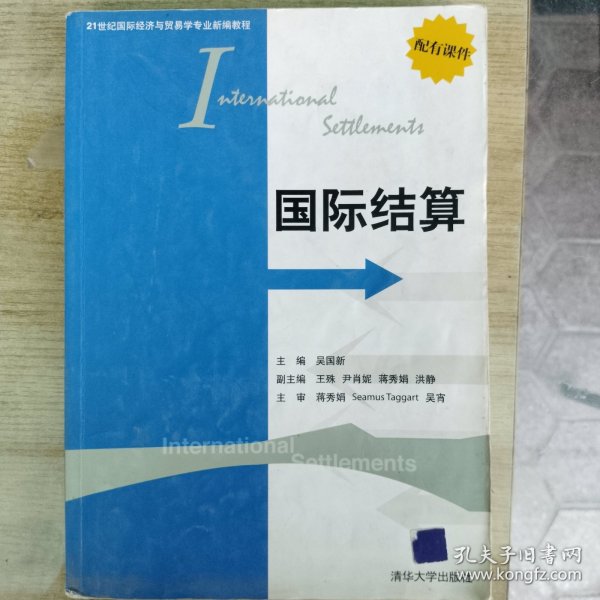 21世纪国际经济与贸易学专业新编教程
配有课件
International
Settlements
国际结算
主 编 吴国新
副主编 王殊 尹肖妮 蒋秀娟 洪静
主 审 蒋秀娟 Seamus Taggart 吴宵
International
Settlements
清华大学出版社
孔夫子旧书网
www.kongfz.com